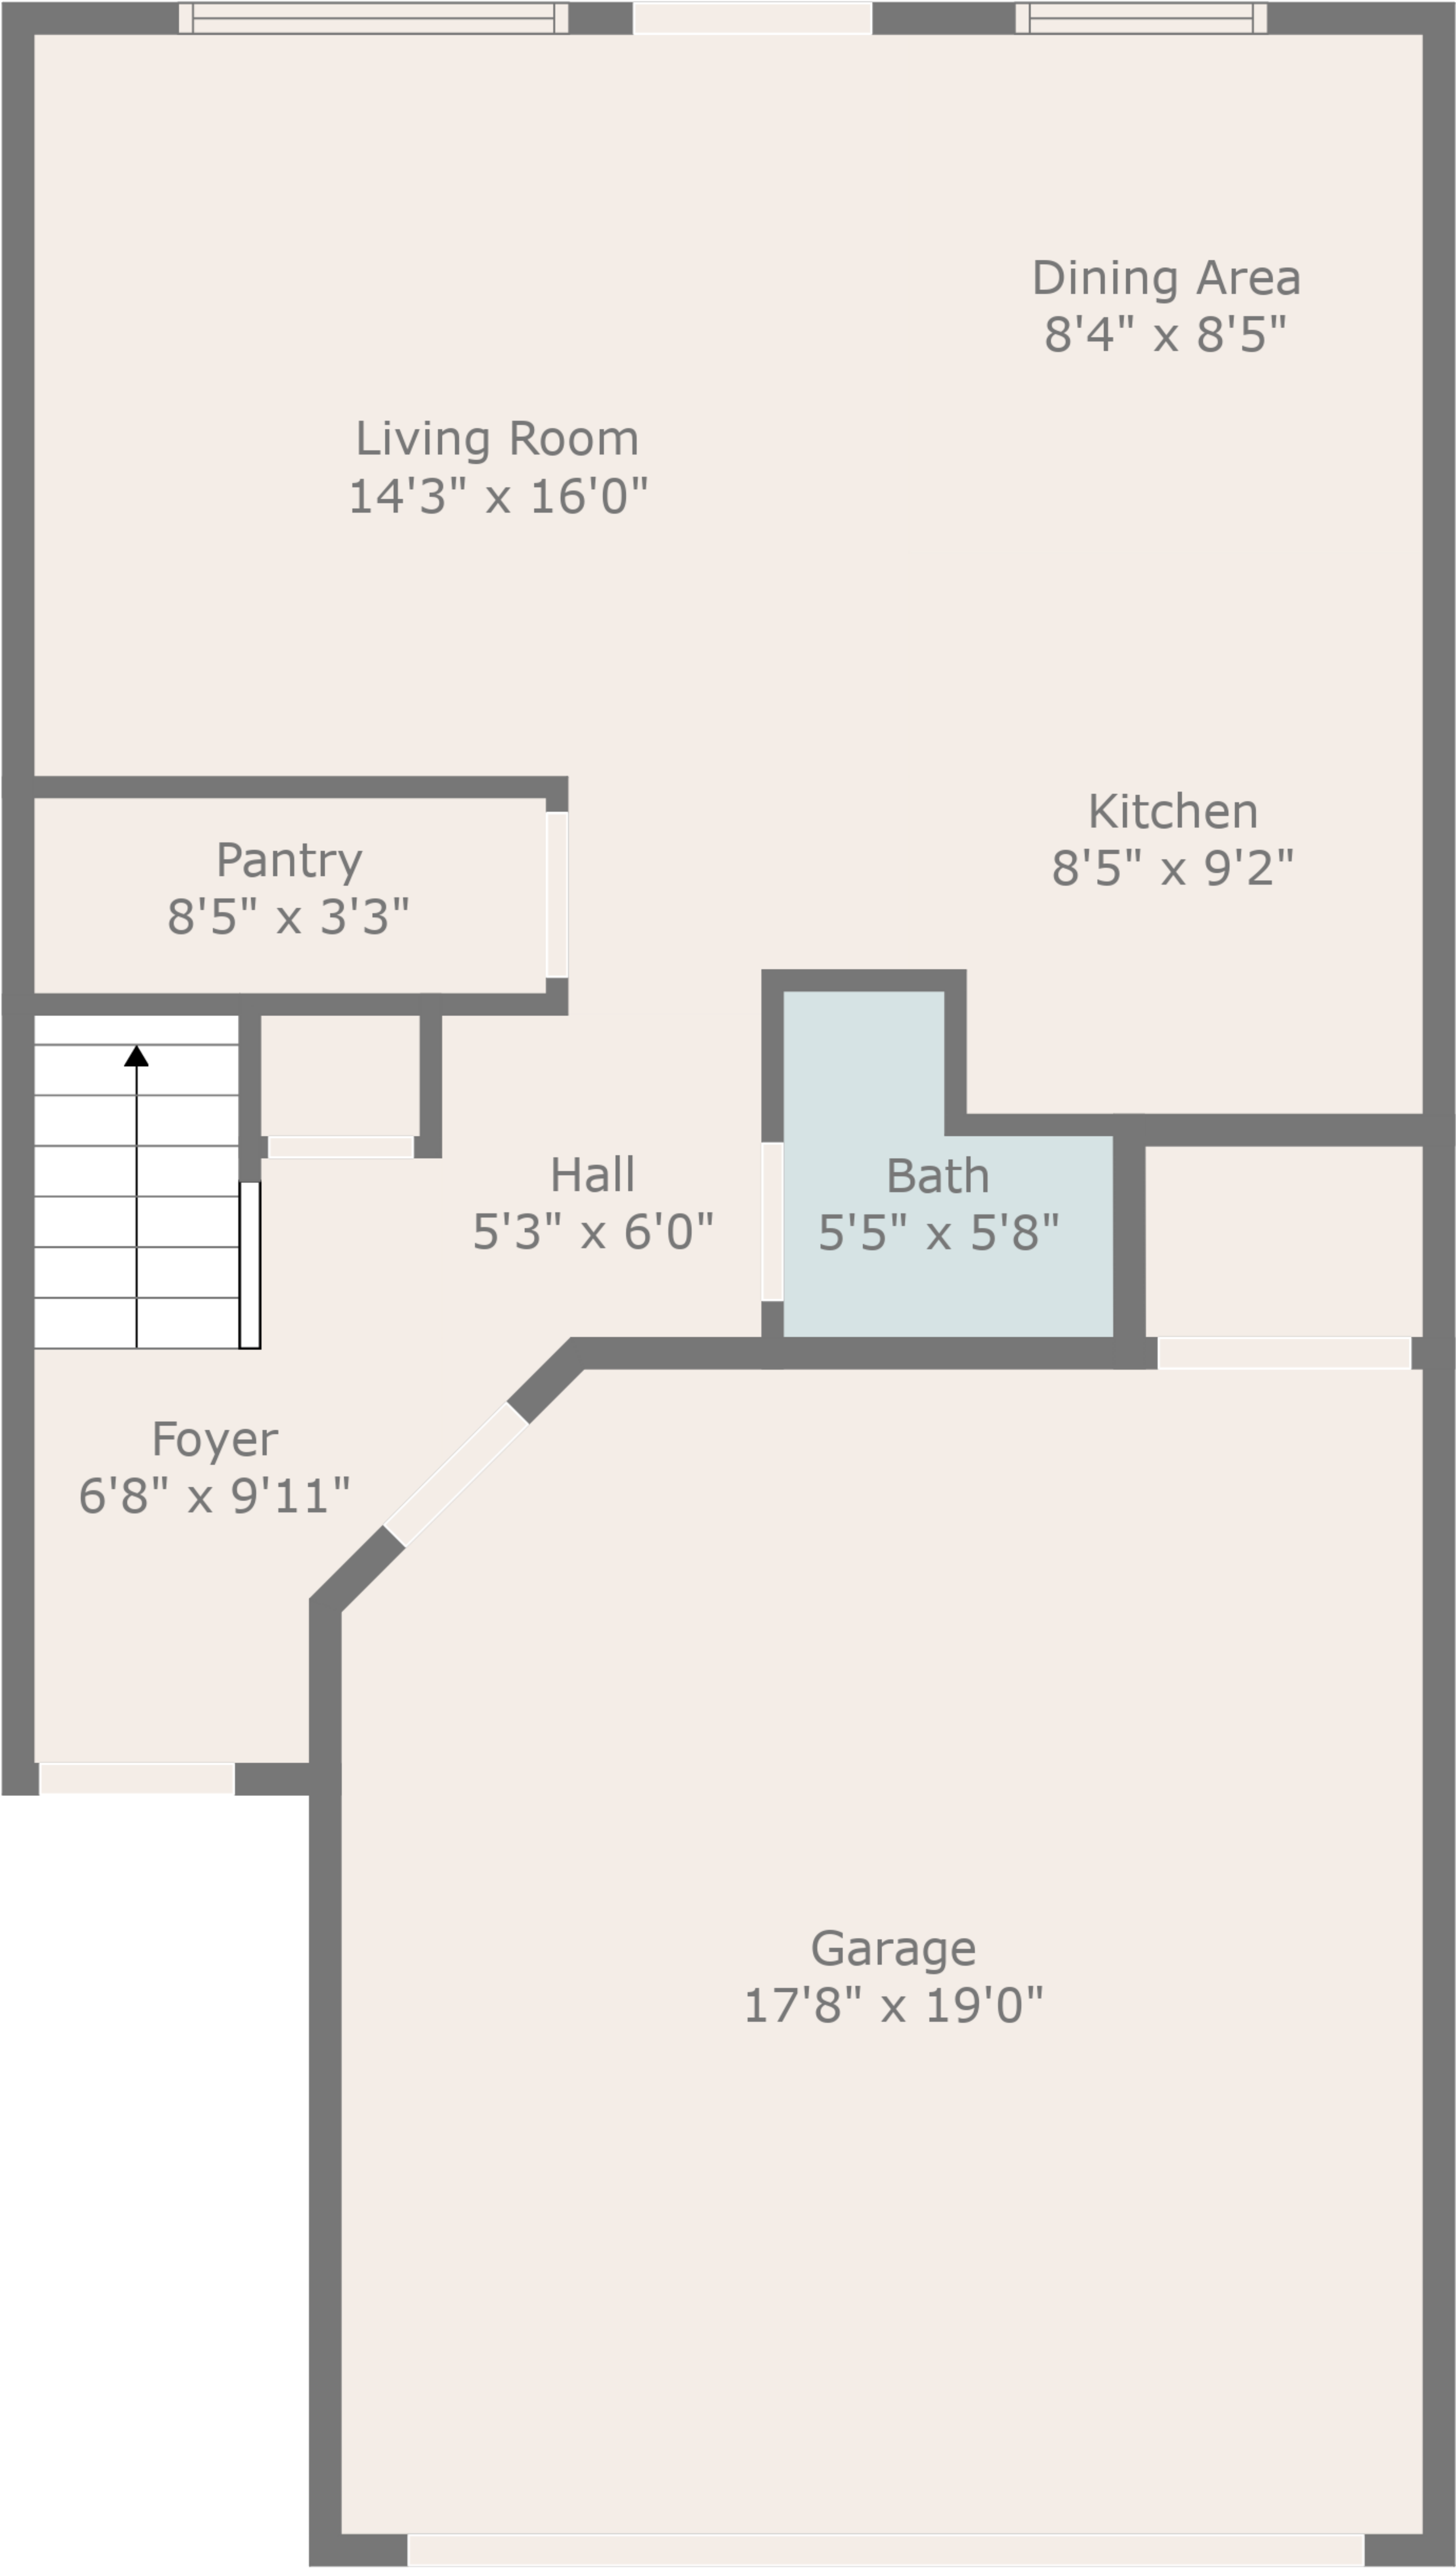 Dining Area
8'4" x 8'5"
Living Room
14'3" x 16'0"
Kitchen
8'5" x 9'2"
Pantry
8'5" x 3'3"
Hall
5'3" x 6'0"
Bath
5'5" x 5'8"
Foyer
6'8" x 9'11"
Garage
17'8" x 19'0"